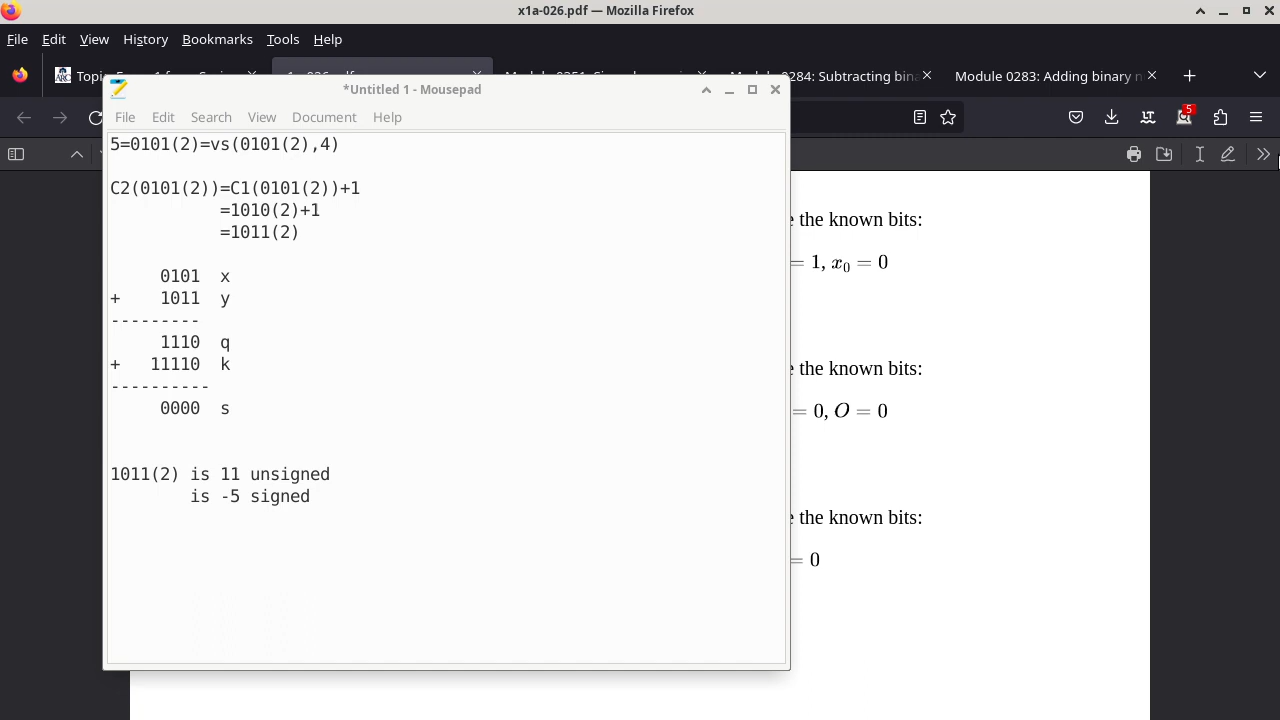 x1a-026.pdf — Mozilla Firefox
File Edit View History Bookmarks Tools Help
Module 0284: Subtracting bina
Module 0283: Adding binary n
5
*Untitled 1 - Mousepad
File Edit Search View Document Help
5=0101(2)=vs(0101(2),4)
C2(0101(2))=C1(0101(2))+1
=1010(2)+1
=1011(2)
0101 x
+ 1011 y
---------
1110 q
+ 11110 k
----------
0000 s
1011(2) is 11 unsigned
is -5 signed
e the known bits:
= 1, x₀ = 0
e the known bits:
= 0, O = 0
e the known bits:
= 0